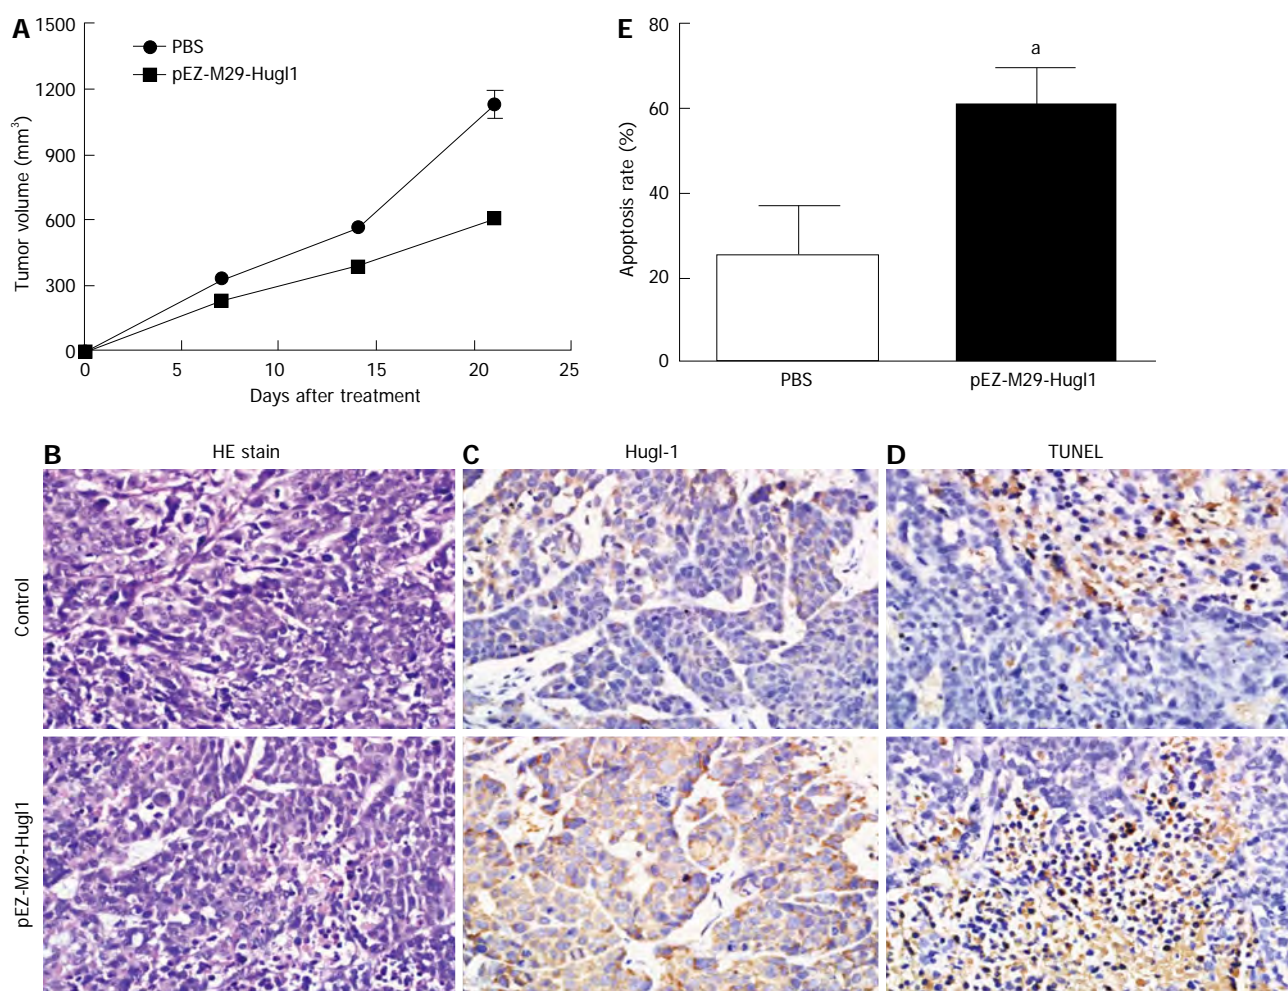 A
1500
1200
900
600
300
0
Tumor volume (mm³)
PBS
pEZ-M29-Hugl1
0 5 10 15 20 25
Days after treatment
E
80
60
40
20
0
Apoptosis rate (%)
a
PBS pEZ-M29-Hugl1
B HE stain C Hugl-1 D TUNEL
Control
pEZ-M29-Hugl1